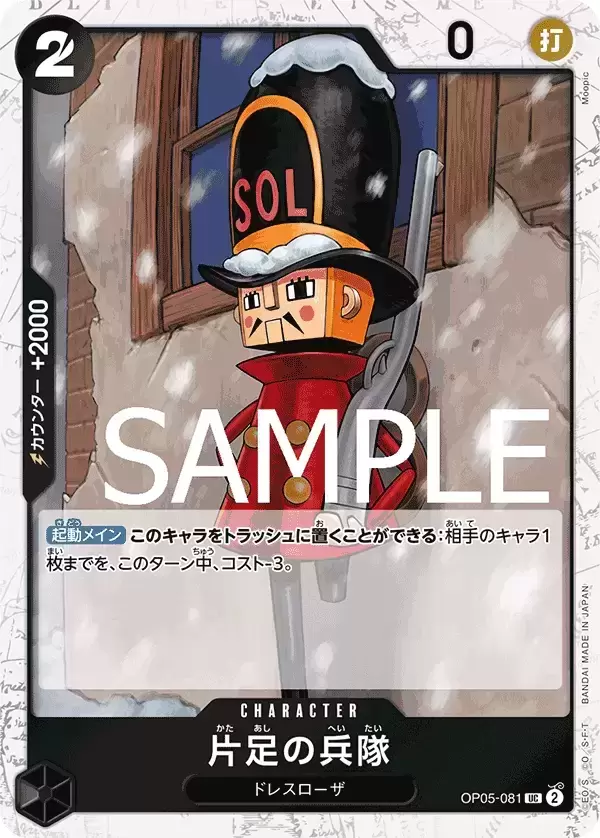 2
0
打
Moopic
SOL
カウンター +2000
SAMPLE
起動メイン このキャラをトラッシュに置くことができる:相手のキャラ1
枚までを、このターン中、コスト-3。
CHARACTER
片足の兵隊
ドレスローザ
OP05-081 UC 2
©E.O./S. ©O./S-F.T BANDAI MADE IN JAPAN